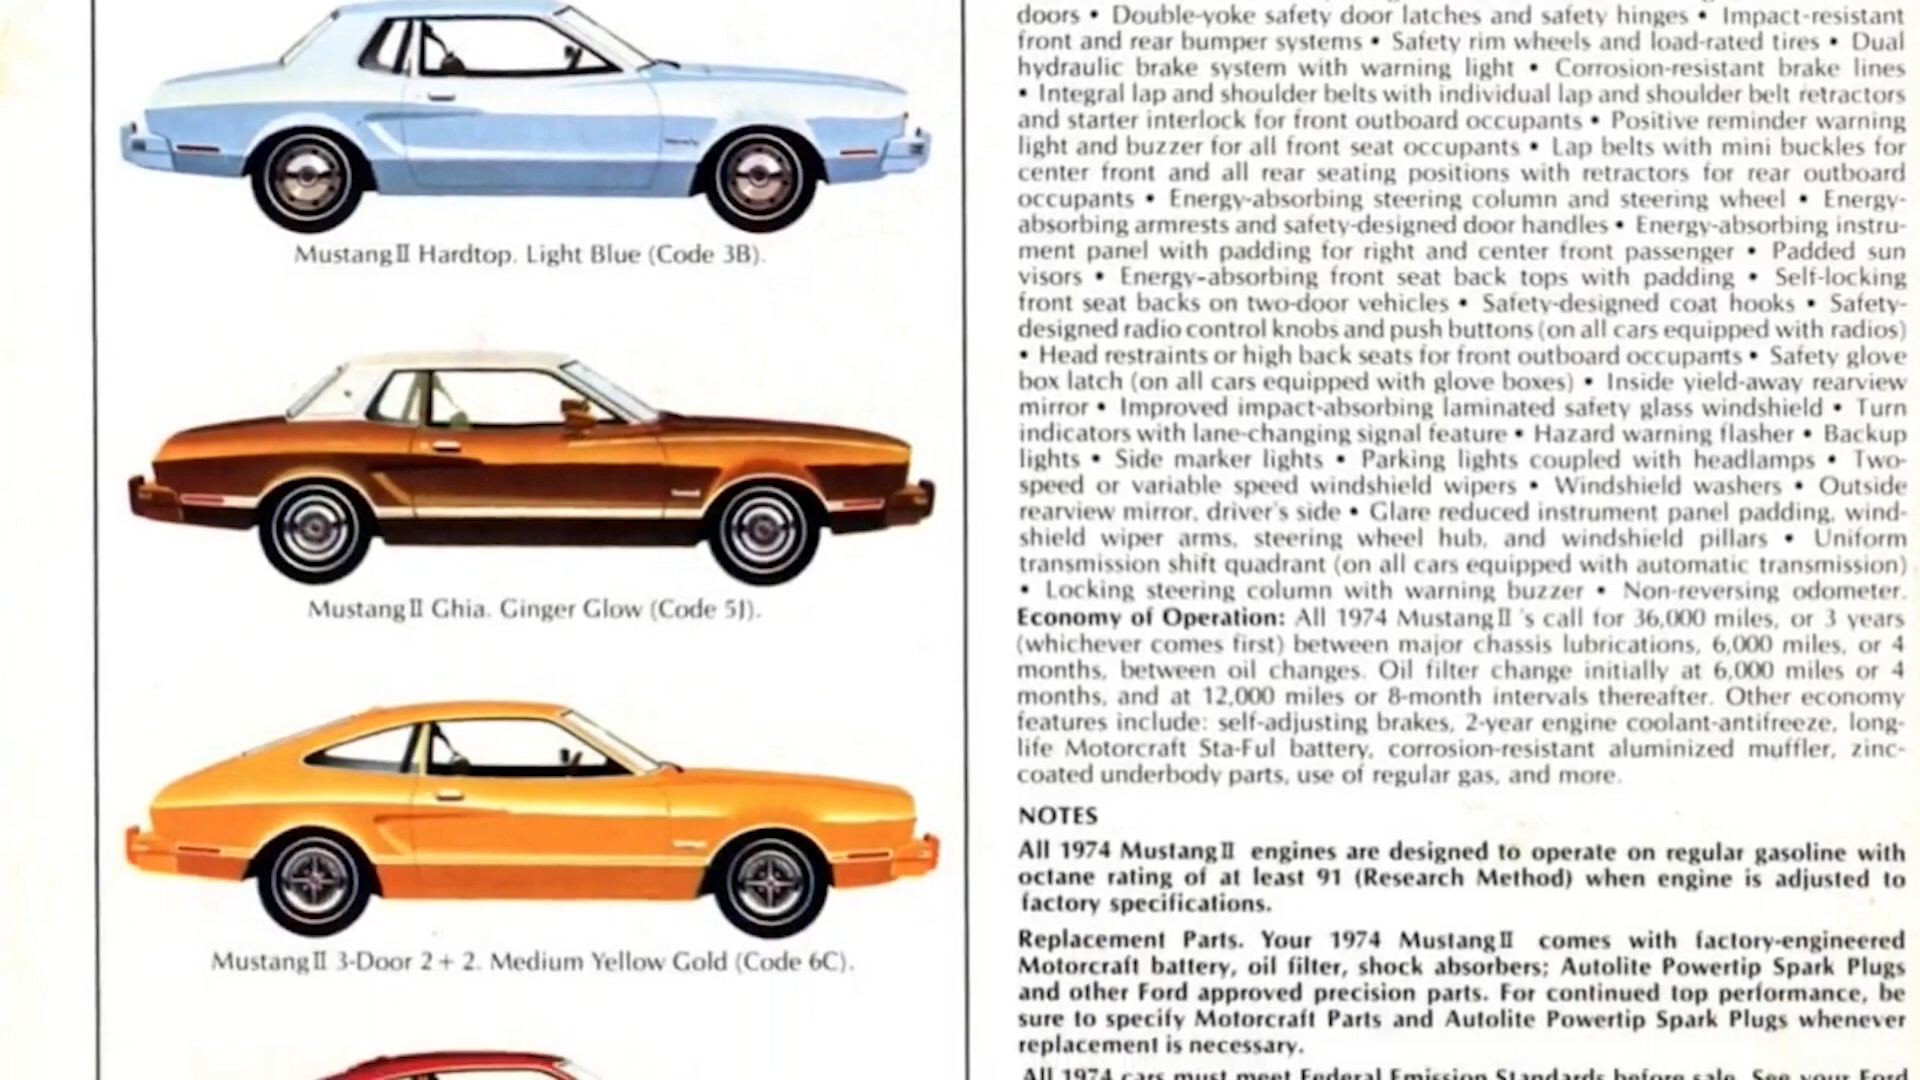 Mustang II Hardtop. Light Blue (Code 3B).
Mustang II Ghia. Ginger Glow (Code 5J).
Mustang II 3-Door 2 + 2. Medium Yellow Gold (Code 6C).
doors • Double-yoke safety door latches and safety hinges • Impact-resistant
front and rear bumper systems • Safety rim wheels and load-rated tires • Dual
hydraulic brake system with warning light • Corrosion-resistant brake lines
• Integral lap and shoulder belts with individual lap and shoulder belt retractors
and starter interlock for front outboard occupants • Positive reminder warning
light and buzzer for all front seat occupants • Lap belts with mini buckles for
center front and all rear seating positions with retractors for rear outboard
occupants • Energy-absorbing steering column and steering wheel • Energy-
absorbing armrests and safety-designed door handles • Energy-absorbing instru-
ment panel with padding for right and center front passenger • Padded sun
visors • Energy-absorbing front seat back tops with padding • Self-locking
front seat backs on two-door vehicles • Safety-designed coat hooks • Safety-
designed radio control knobs and push buttons (on all cars equipped with radios)
• Head restraints or high back seats for front outboard occupants • Safety glove
box latch (on all cars equipped with glove boxes) • Inside yield-away rearview
mirror • Improved impact-absorbing laminated safety glass windshield • Turn
indicators with lane-changing signal feature • Hazard warning flasher • Backup
lights • Side marker lights • Parking lights coupled with headlamps • Two-
speed or variable speed windshield wipers • Windshield washers • Outside
rearview mirror, driver's side • Glare reduced instrument panel padding, wind-
shield wiper arms, steering wheel hub, and windshield pillars • Uniform
transmission shift quadrant (on all cars equipped with automatic transmission)
• Locking steering column with warning buzzer • Non-reversing odometer.
Economy of Operation: All 1974 Mustang II 's call for 36,000 miles, or 3 years
(whichever comes first) between major chassis lubrications, 6,000 miles, or 4
months, between oil changes. Oil filter change initially at 6,000 miles or 4
months, and at 12,000 miles or 8-month intervals thereafter. Other economy
features include: self-adjusting brakes, 2-year engine coolant-antifreeze, long-
life Motorcraft Sta-Ful battery, corrosion-resistant aluminized muffler, zinc-
coated underbody parts, use of regular gas, and more.
NOTES
All 1974 Mustang II engines are designed to operate on regular gasoline with
octane rating of at least 91 (Research Method) when engine is adjusted to
factory specifications.
Replacement Parts. Your 1974 Mustang II comes with factory-engineered
Motorcraft battery, oil filter, shock absorbers; Autolite Powertip Spark Plugs
and other Ford approved precision parts. For continued top performance, be
sure to specify Motorcraft Parts and Autolite Powertip Spark Plugs whenever
replacement is necessary.
All 1974 cars must meet Federal Emission Standards before sale. See your Ford